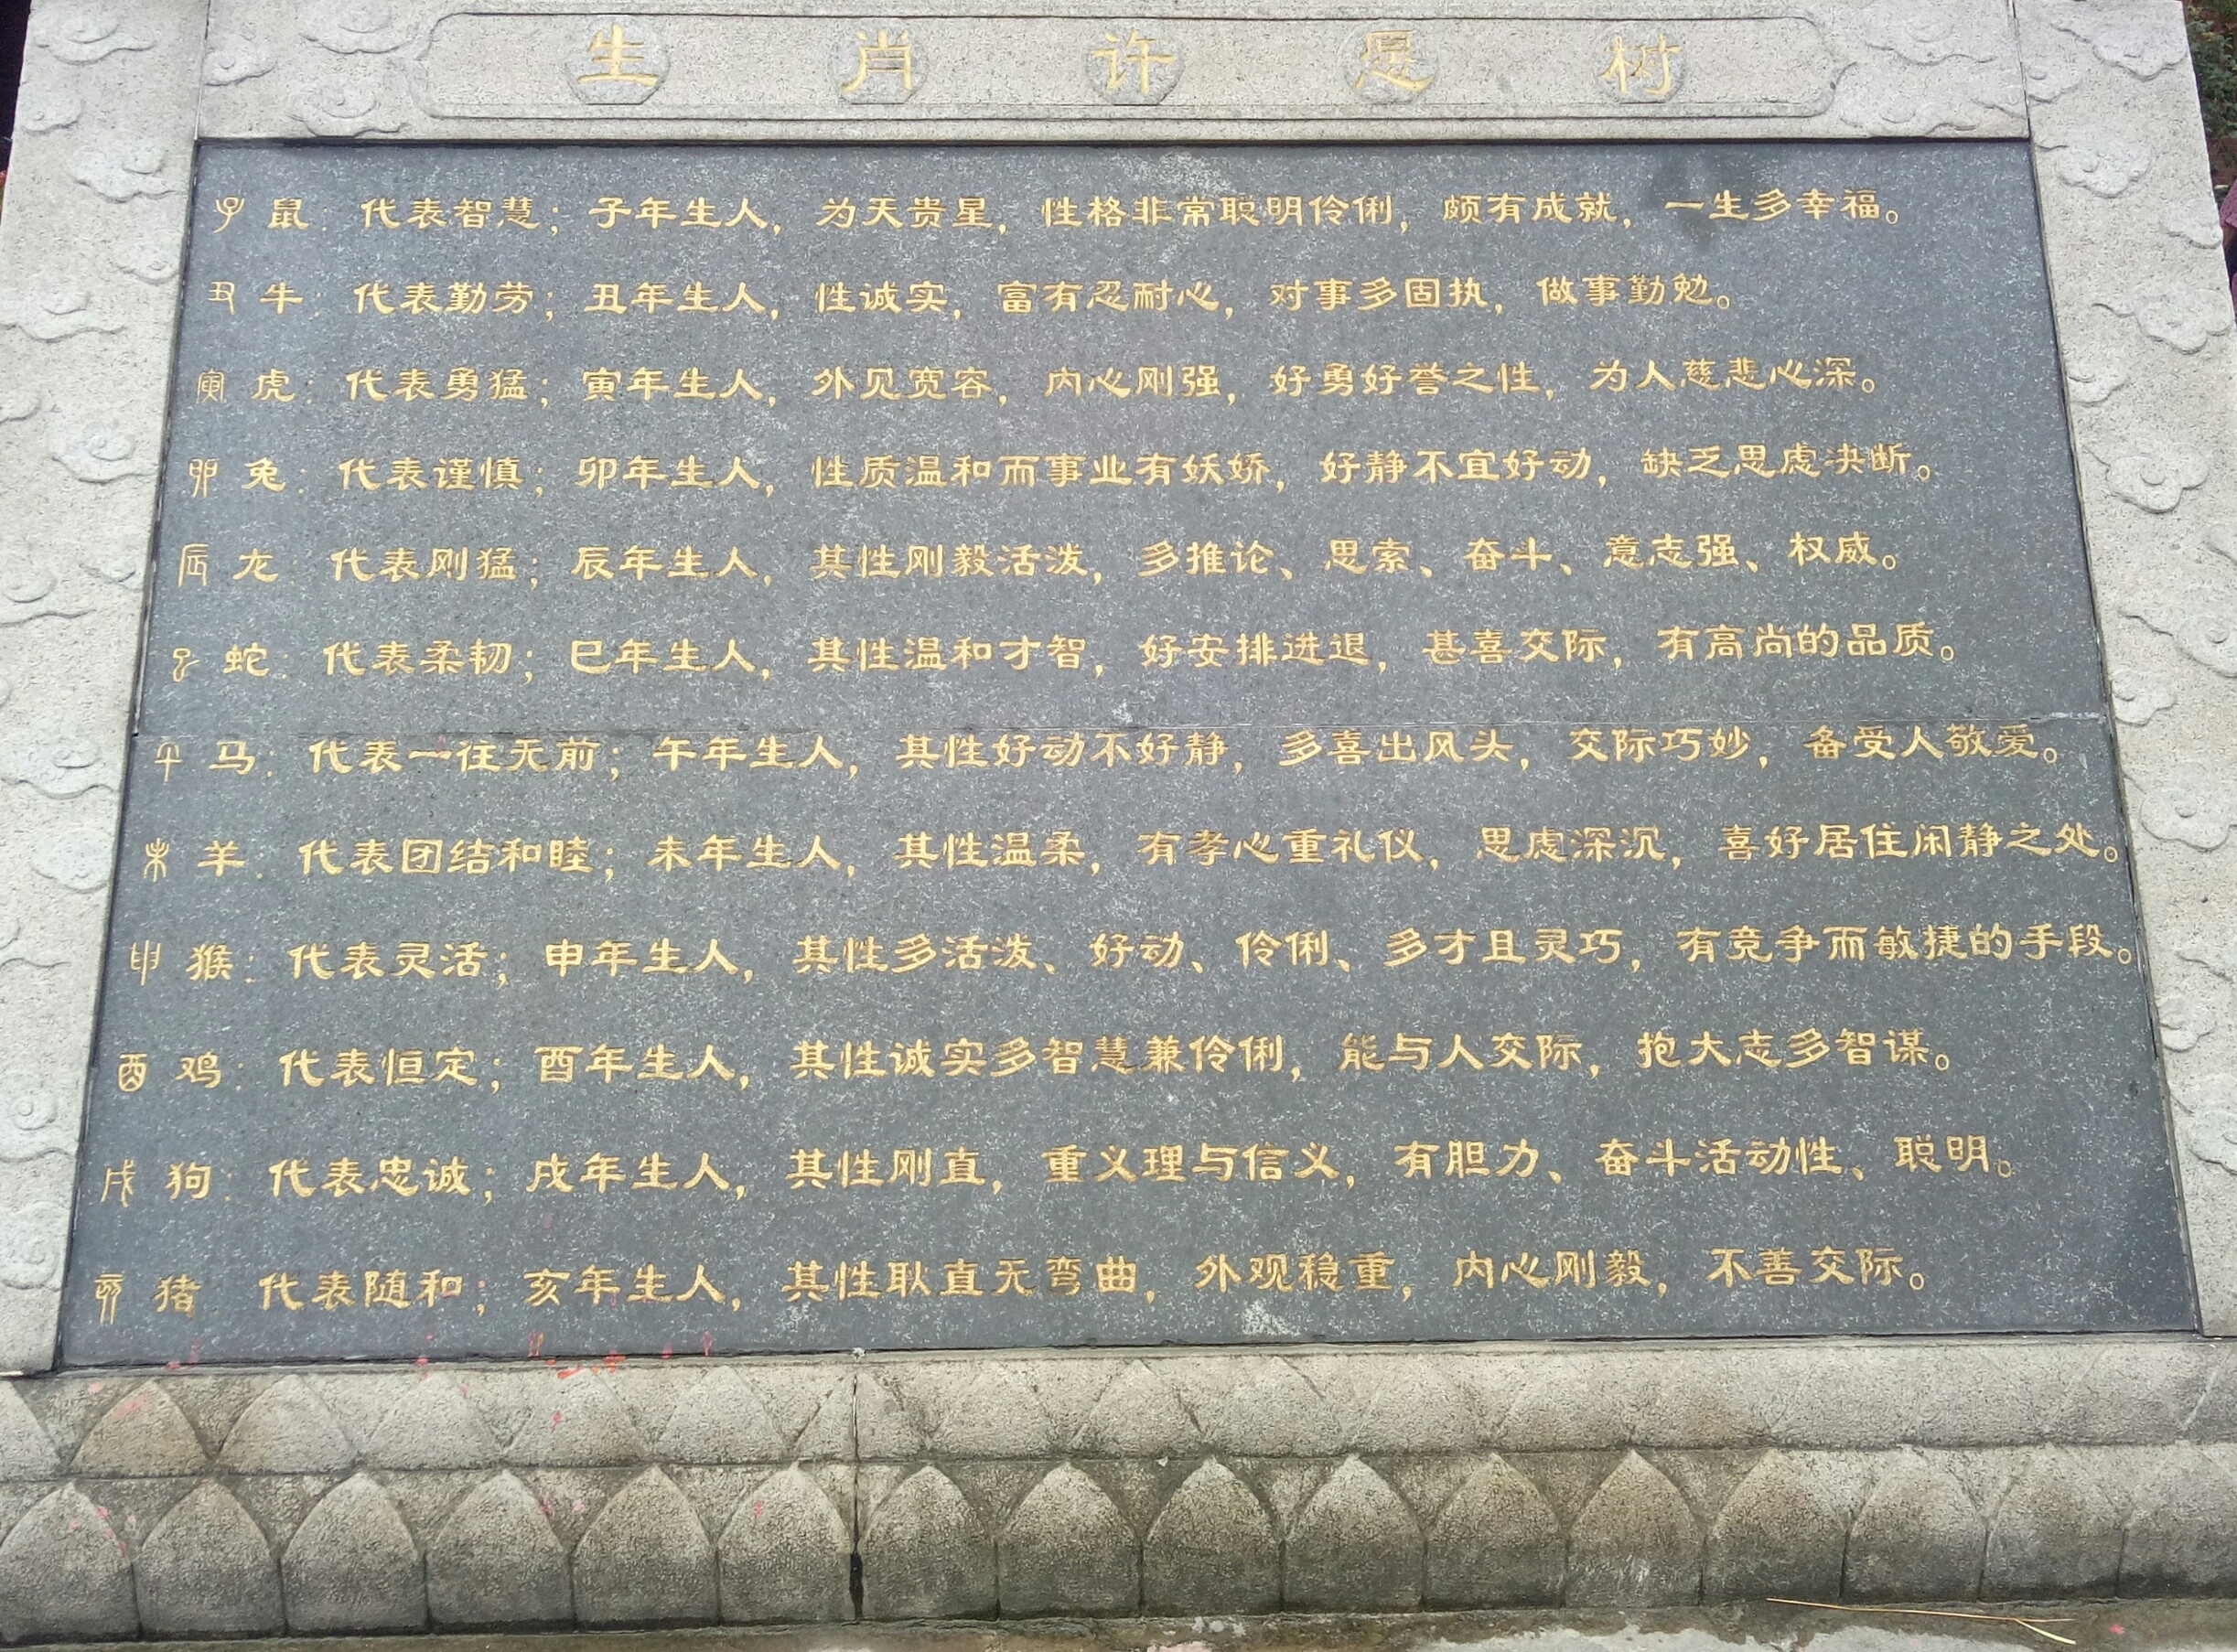 生肖许愿树
子鼠：代表智慧；子年生人，为天贵星，性格非常聪明伶俐，颇有成就，一生多幸福。
丑牛：代表勤劳；丑年生人，性诚实，富有忍耐心，对事多固执，做事勤勉。
寅虎：代表勇猛；寅年生人，外见宽容，内心刚强，好勇好誉之性，为人慈悲心深。
卯兔：代表谨慎；卯年生人，性质温和而事业有妖娇，好静不宜好动，缺乏思虑决断。
辰龙：代表刚猛；辰年生人，其性刚毅活泼，多推论、思索、奋斗、意志强、权威。
巳蛇：代表柔韧；巳年生人，其性温和才智，好安排进退，甚喜交际，有高尚的品质。
午马：代表一往无前；午年生人，其性好动不好静，多喜出风头，交际巧妙，备受人敬爱。
未羊：代表团结和睦；未年生人，其性温柔，有孝心重礼仪，思虑深沉，喜好居住闲静之处。
申猴：代表灵活；申年生人，其性多活泼、好动、伶俐、多才且灵巧，有竞争而敏捷的手段。
酉鸡：代表恒定；酉年生人，其性诚实多智慧兼伶俐，能与人交际，抱大志多智谋。
戌狗：代表忠诚；戌年生人，其性刚直，重义理与信义，有胆力、奋斗活动性、聪明。
亥猪：代表随和；亥年生人，其性耿直无弯曲，外观稳重，内心刚毅，不善交际。